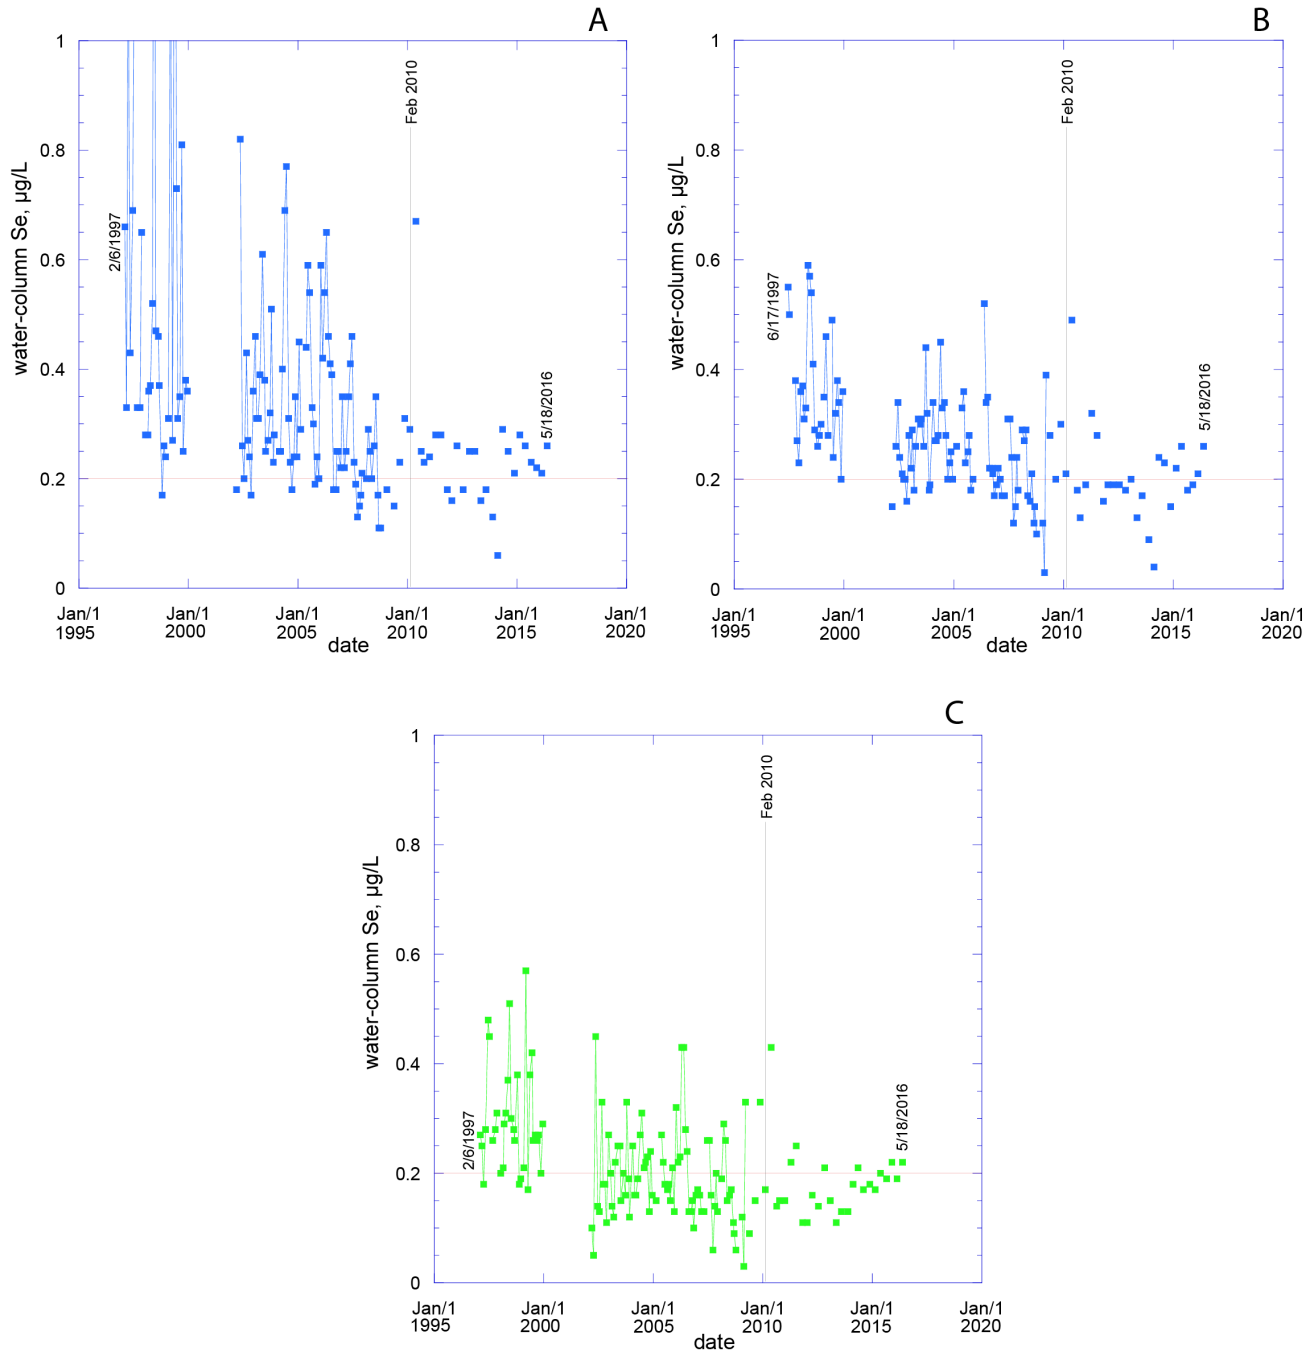 A
1
0.8
0.6
0.4
0.2
0
water-column Se, µg/L
2/6/1997
Feb 2010
5/18/2016
Jan/1 Jan/1 Jan/1 Jan/1 Jan/1 Jan/1
1995 2000 2005 2010 2015 2020
date
B
1
0.8
0.6
0.4
0.2
0
water-column Se, µg/L
6/17/1997
Feb 2010
5/18/2016
Jan/1 Jan/1 Jan/1 Jan/1 Jan/1 Jan/1
1995 2000 2005 2010 2015 2020
date
C
1
0.8
0.6
0.4
0.2
0
water-column Se, µg/L
2/6/1997
Feb 2010
5/18/2016
Jan/1 Jan/1 Jan/1 Jan/1 Jan/1 Jan/1
1995 2000 2005 2010 2015 2020
date